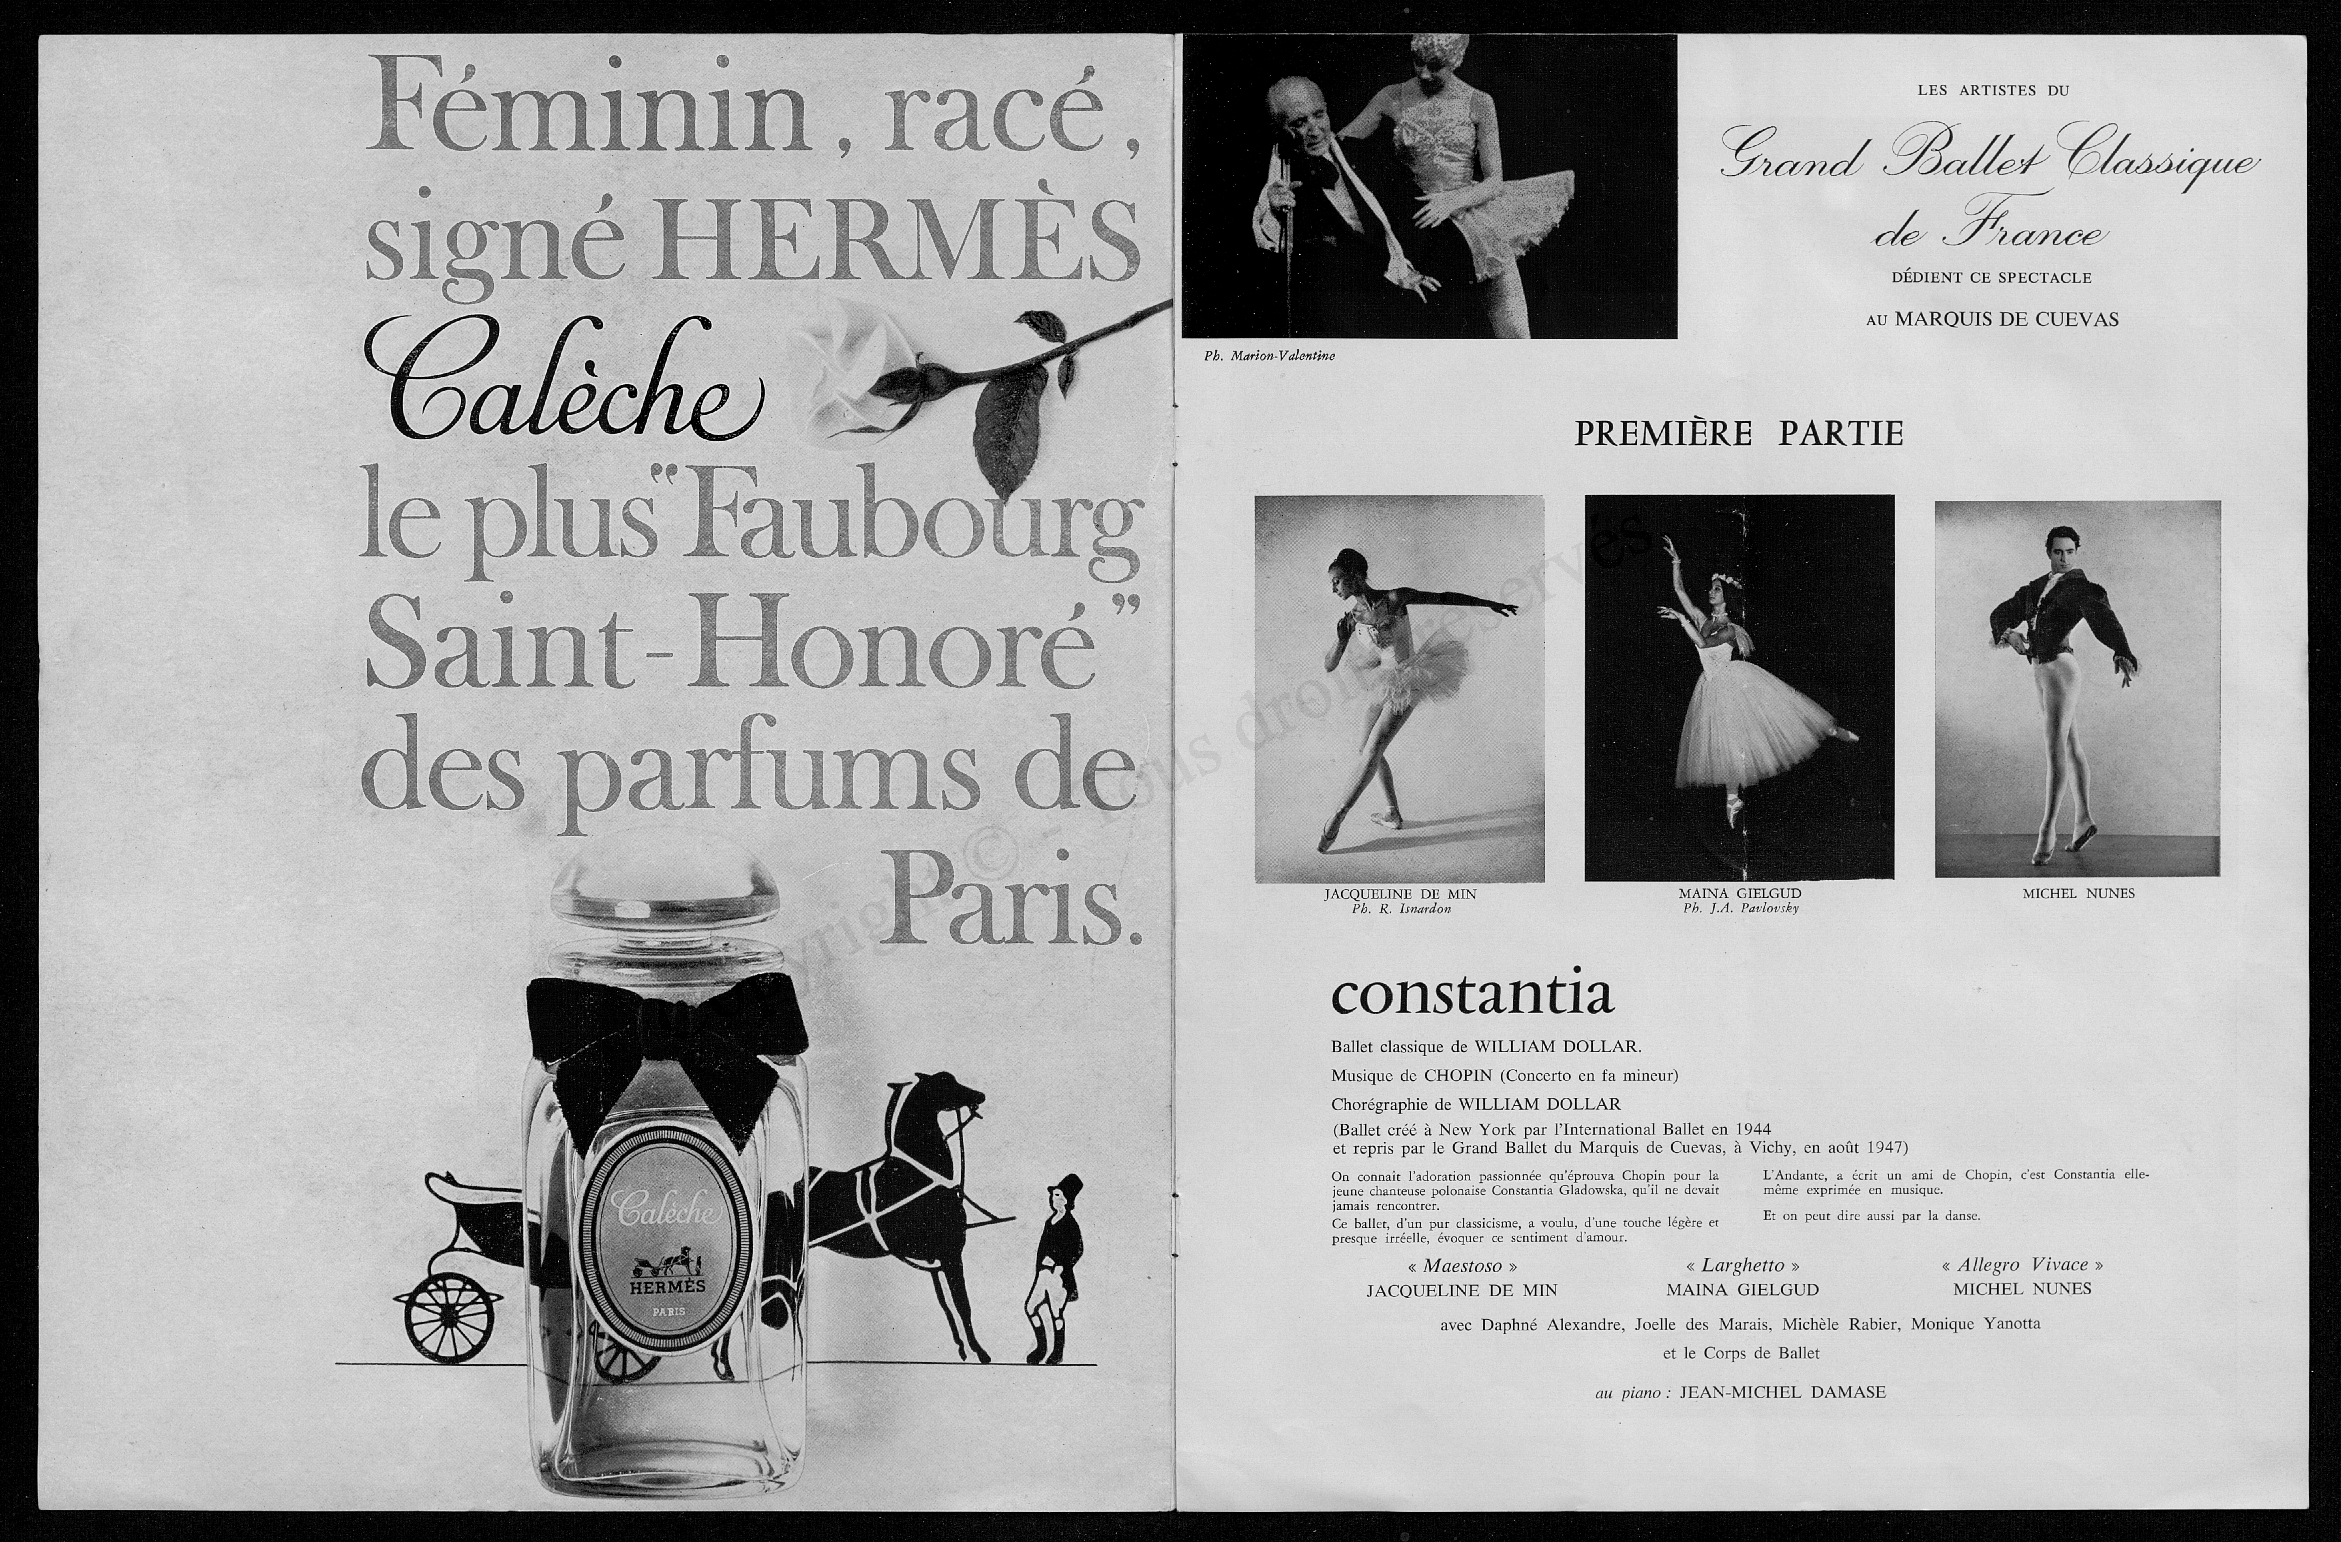 Féminin, racé,
signé HERMÈS
Calèche
le plus "Faubourg
Saint-Honoré"
des parfums de
Paris.
Calèche
HERMÈS
PARIS
Ph. Marion-Valentine
LES ARTISTES DU
Grand Ballet Classique
de France
DÉDIENT CE SPECTACLE
AU MARQUIS DE CUEVAS
PREMIÈRE PARTIE
JACQUELINE DE MIN
Ph. R. Isnardon
MAINA GIELGUD
Ph. J.A. Pavlovsky
MICHEL NUNES
constantia
Ballet classique de WILLIAM DOLLAR.
Musique de CHOPIN (Concerto en fa mineur)
Chorégraphie de WILLIAM DOLLAR
(Ballet créé à New York par l'International Ballet en 1944
et repris par le Grand Ballet du Marquis de Cuevas, à Vichy, en août 1947)
On connait l'adoration passionnée qu'éprouva Chopin pour la
jeune chanteuse polonaise Constantia Gladowska, qu'il ne devait
jamais rencontrer.
Ce ballet, d'un pur classicisme, a voulu, d'une touche légère et
presque irréelle, évoquer ce sentiment d'amour.
L'Andante, a écrit un ami de Chopin, c'est Constantia elle-
même exprimée en musique.
Et on peut dire aussi par la danse.
« Maestoso »
JACQUELINE DE MIN
« Larghetto »
MAINA GIELGUD
« Allegro Vivace »
MICHEL NUNES
avec Daphné Alexandre, Joelle des Marais, Michèle Rabier, Monique Yanotta
et le Corps de Ballet
au piano : JEAN-MICHEL DAMASE
Copyright © - Tous droits réservés